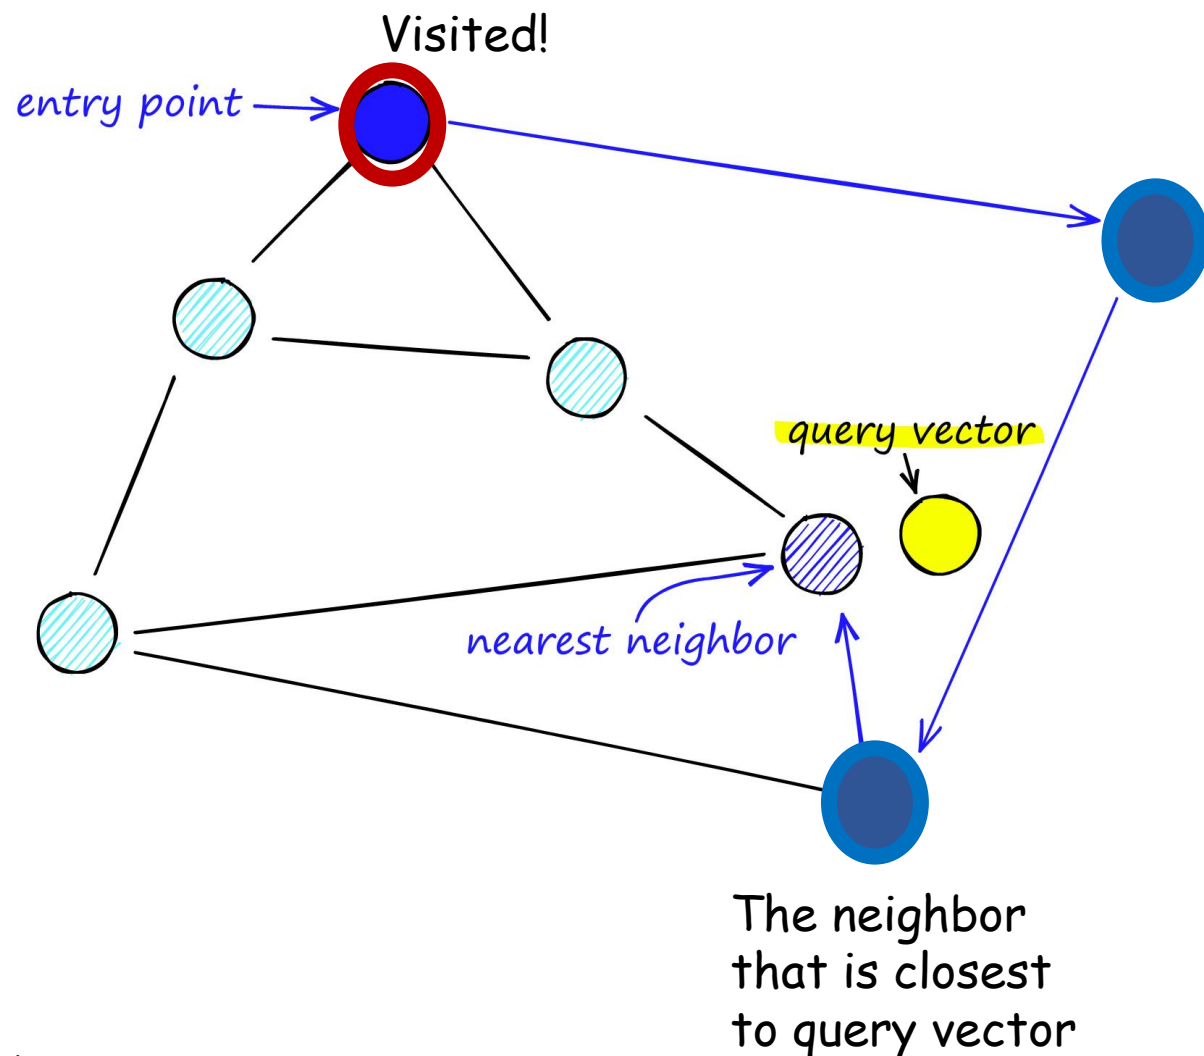 Visited!
entry point
query vector
nearest neighbor
The neighbor
that is closest
to query vector